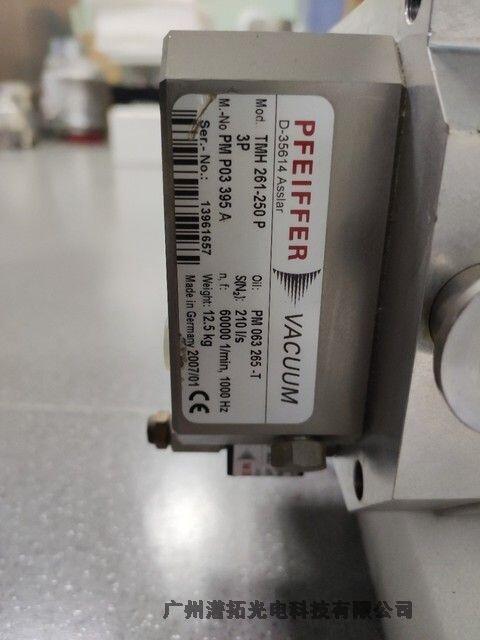 PFEIFFER VACUUM
D-35614 Asslar
Mod. TMH 261-250 P
3P
M.-No PM P03 395 A
Ser.- No.: 13961657
Oil: PM 063 265 -T
S(N₂): 210 l/s
n, f: 60000 1/min, 1000 Hz
Weight: 12.5 kg
Made in Germany 2007/01
CE
广州潽拓光电科技有限公司